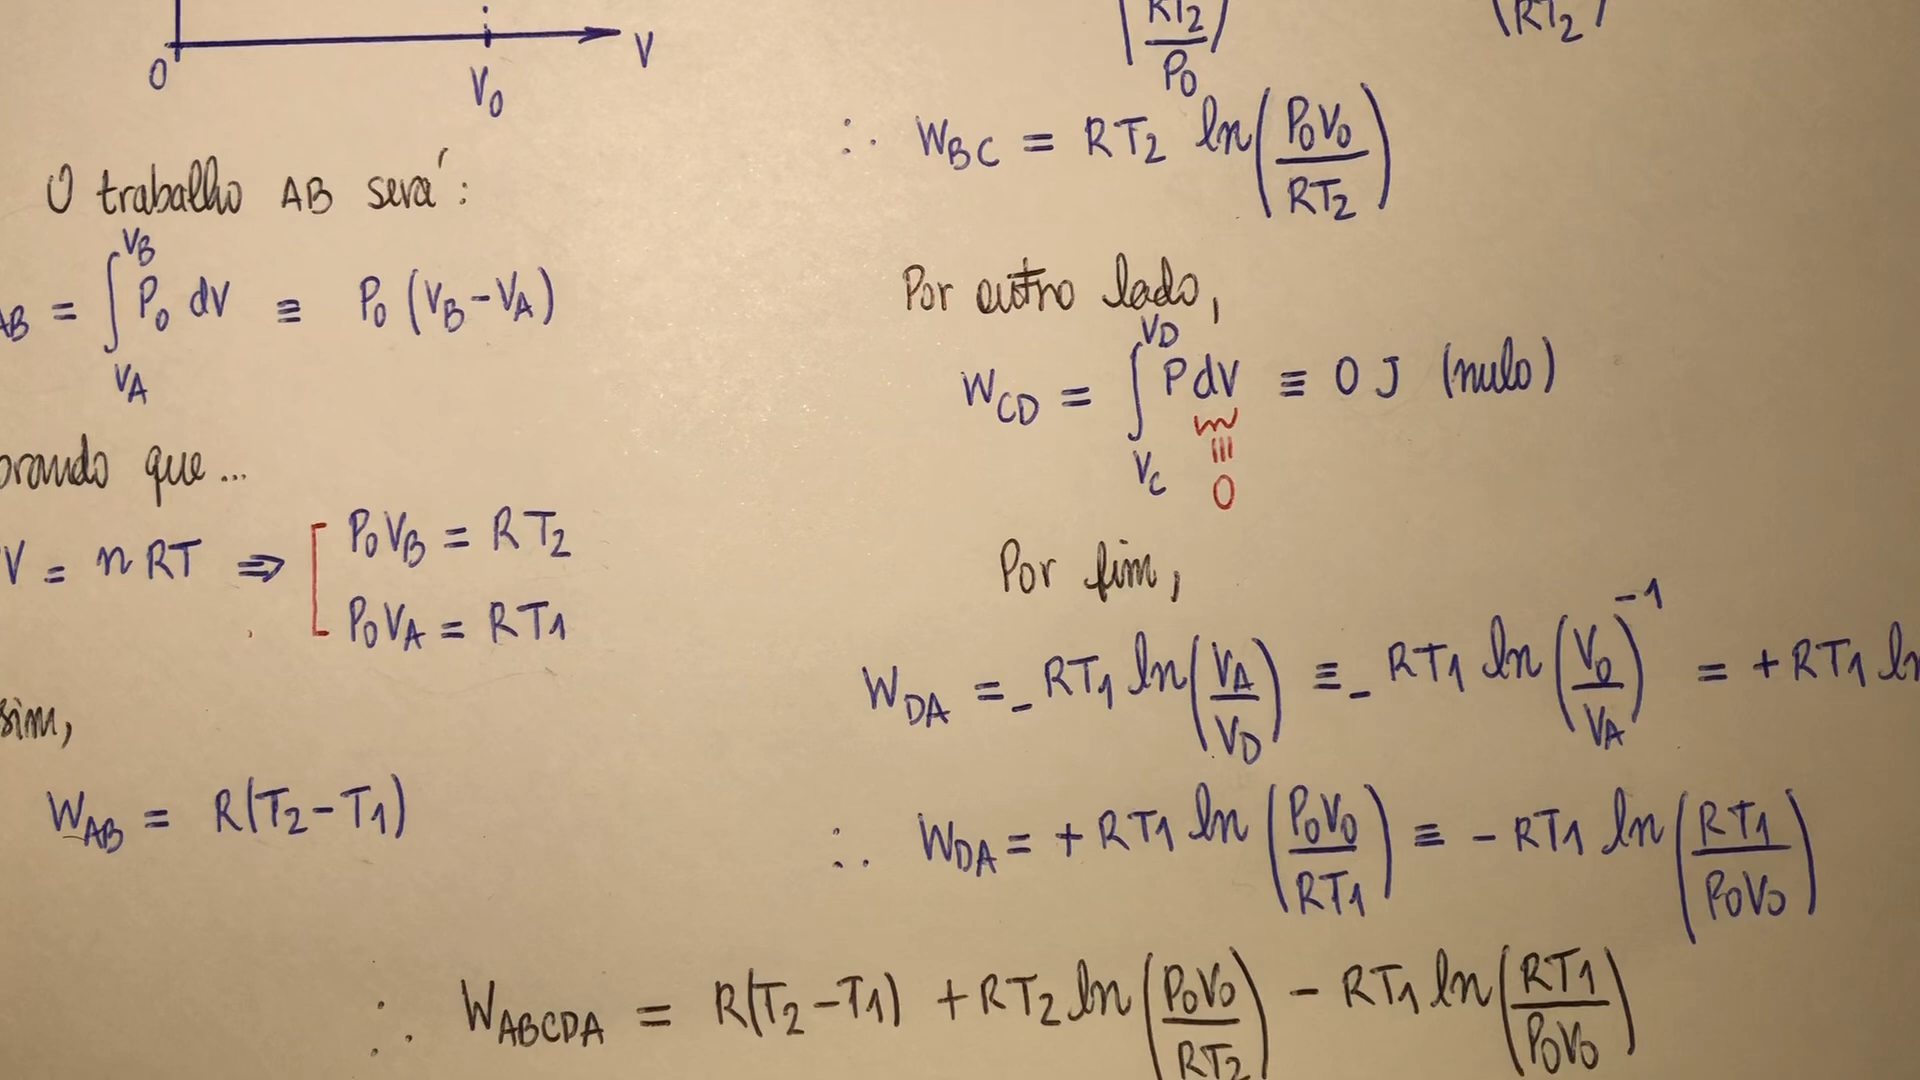 0 V₀ V
O trabalho AB será:
AB = ∫_{V_A}^{V_B} P₀ dV ≡ P₀ (V_B - V_A)
orando que...
V = nRT ⇒ [ P₀V_B = RT₂
P₀V_A = RT₁
sim,
W_AB = R(T₂ - T₁)
(RT₂/P₀) (RT₂)
∴ W_BC = RT₂ ln(P₀V₀/RT₂)
Por outro lado,
W_CD = ∫_{V_C}^{V_D} P dV ≡ 0 J (nulo)
≡
0
Por fim,
W_DA = - RT₁ ln(V_A/V_D) ≡ - RT₁ ln(V₀/V_A)⁻¹ = + RT₁ ln
∴ W_DA = + RT₁ ln(P₀V₀/RT₁) ≡ - RT₁ ln(RT₁/P₀V₀)
∴ W_ABCDA = R(T₂ - T₁) + RT₂ ln(P₀V₀/RT₂) - RT₁ ln(RT₁/P₀V₀)